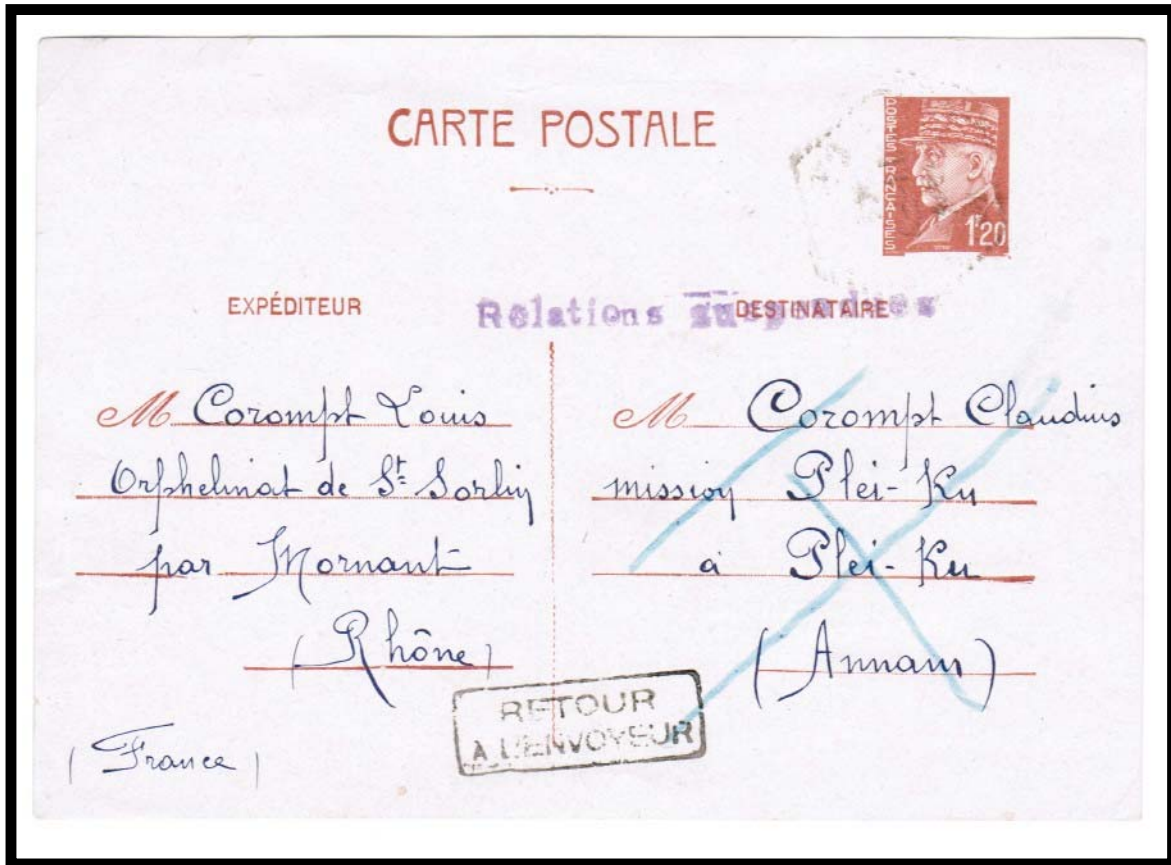 CARTE POSTALE
POSTES FRANÇAISES
1F20
EXPÉDITEUR
DESTINATAIRE
Relations suspendues
M Corompt Louis
Orphelinat de St Sorlin
par Mornant
(Rhône)
(France)
M Corompt Claudius
mission Plei-Ku
à Plei-Ku
(Annam)
RETOUR
A L'ENVOYEUR